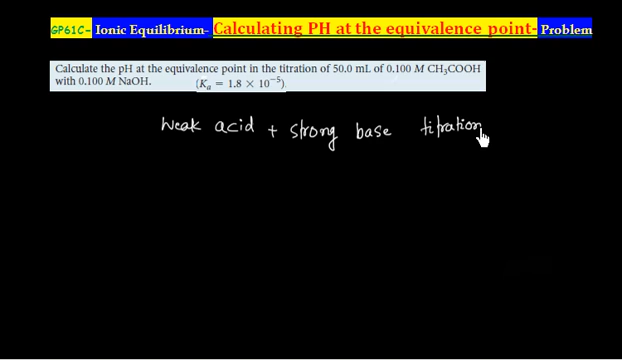 GP61C- Ionic Equilibrium- Calculating PH at the equivalence point- Problem
Calculate the pH at the equivalence point in the titration of 50.0 mL of 0.100 M CH₃COOH
with 0.100 M NaOH. (Kₐ = 1.8 × 10⁻⁵).
Weak acid + strong base titration